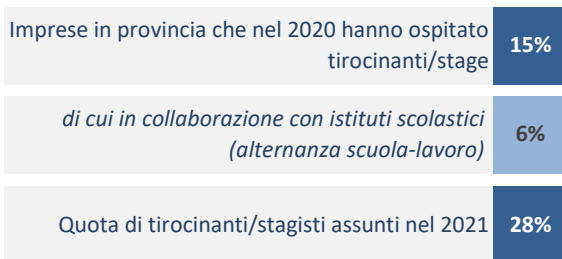 Imprese in provincia che nel 2020 hanno ospitato
tirocinanti/stage
15%
di cui in collaborazione con istituti scolastici
(alternanza scuola-lavoro)
6%
Quota di tirocinanti/stagisti assunti nel 2021
28%